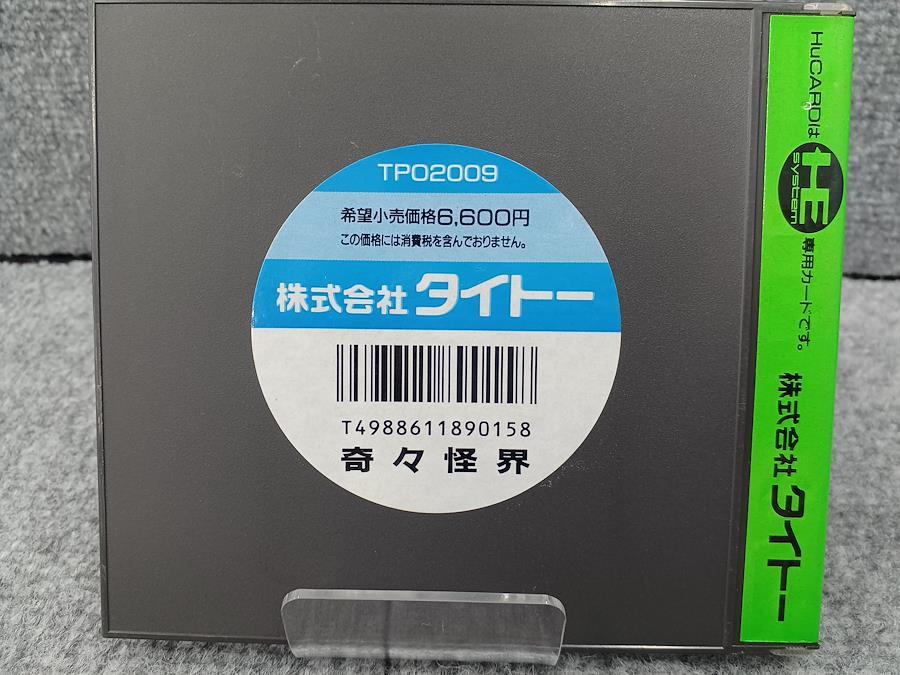 TP02009
希望小売価格6,600円
この価格には消費税を含んでおりません。
株式会社 タイトー
T4988611890158
奇々怪界
HuCARDは HE system 専用カードです。 株式会社 タイトー